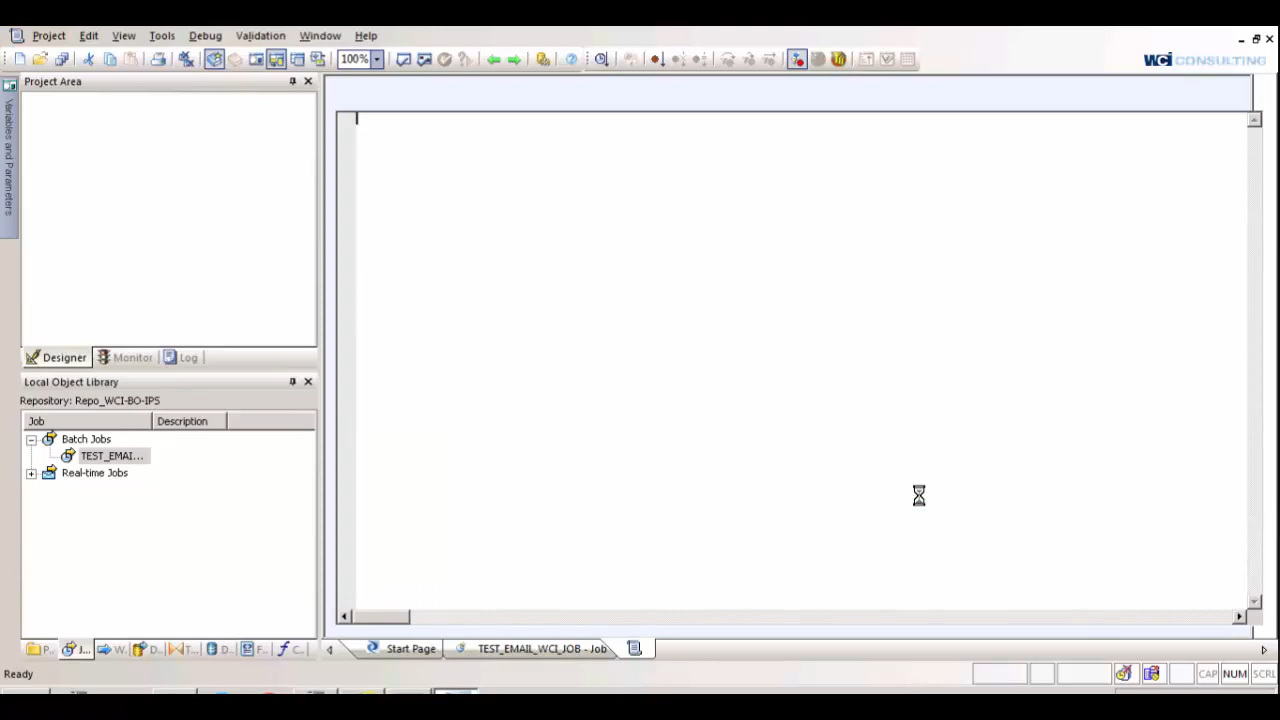 Project Edit View Tools Debug Validation Window Help
100%
WCI CONSULTING
Project Area
Variables and Parameters
Designer Monitor Log
Local Object Library
Repository: Repo_WCI-BO-IPS
Job Description
Batch Jobs
TEST_EMAI...
Real-time Jobs
P.. J... W.. D.. T... D.. F... C..
Start Page TEST_EMAIL_WCI_JOB - Job
Ready CAP NUM SCRL